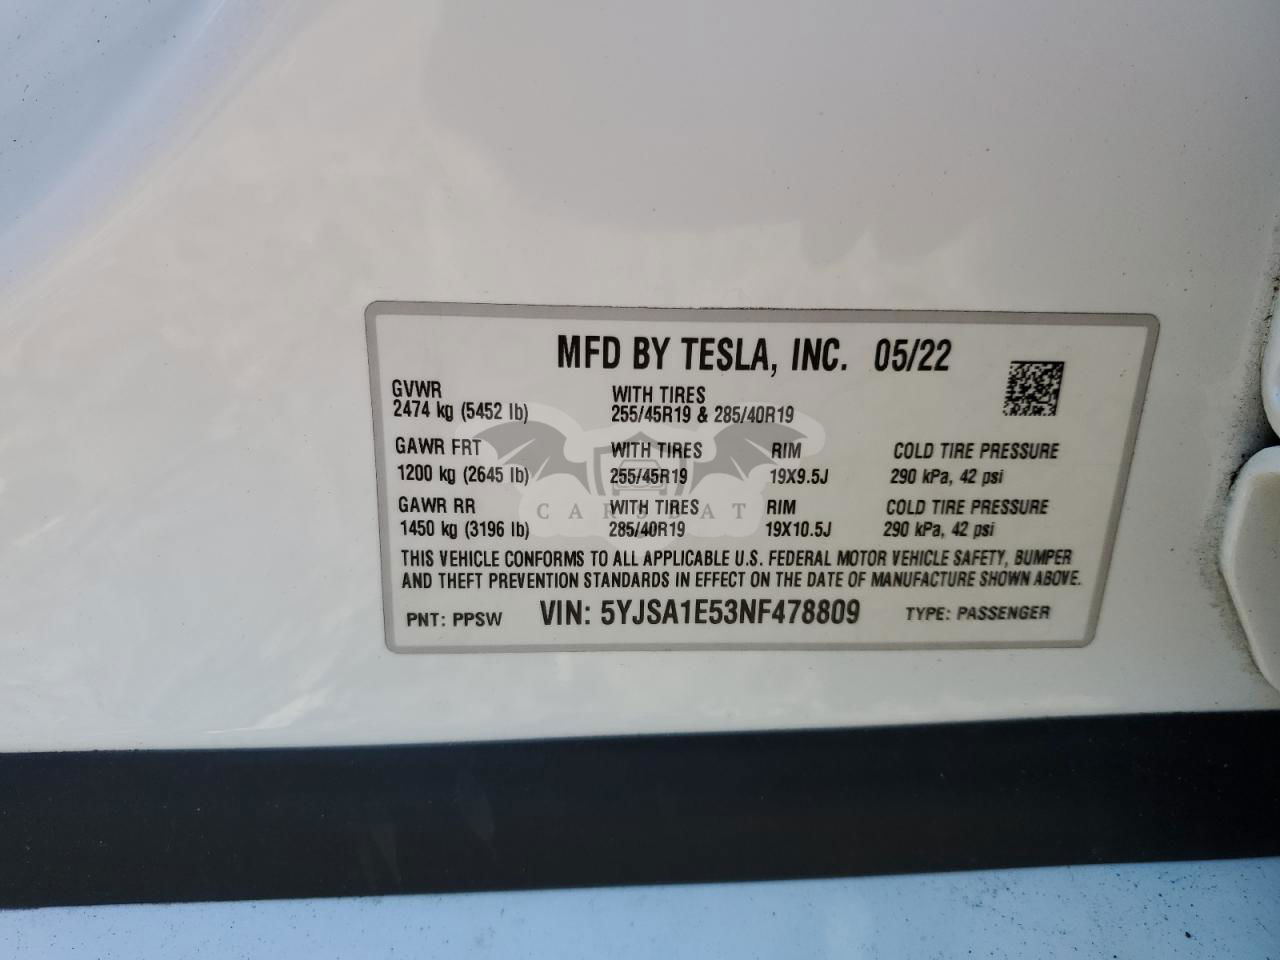 MFD BY TESLA, INC. 05/22
GVWR WITH TIRES
2474 kg (5452 lb) 255/45R19 & 285/40R19
GAWR FRT WITH TIRES RIM COLD TIRE PRESSURE
1200 kg (2645 lb) 255/45R19 19X9.5J 290 kPa, 42 psi
GAWR RR WITH TIRES RIM COLD TIRE PRESSURE
1450 kg (3196 lb) 285/40R19 19X10.5J 290 kPa, 42 psi
CARSBAT
THIS VEHICLE CONFORMS TO ALL APPLICABLE U.S. FEDERAL MOTOR VEHICLE SAFETY, BUMPER
AND THEFT PREVENTION STANDARDS IN EFFECT ON THE DATE OF MANUFACTURE SHOWN ABOVE.
PNT: PPSW VIN: 5YJSA1E53NF478809 TYPE: PASSENGER